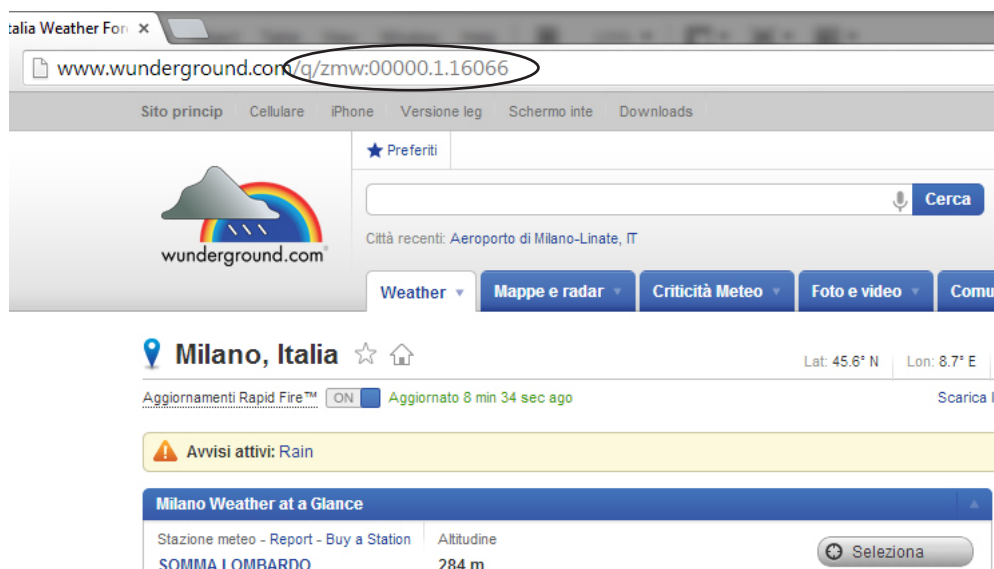 talia Weather For
www.wunderground.com/q/zmw:00000.1.16066
Sito princip Cellulare iPhone Versione leg Schermo inte Downloads
Preferiti
Cerca
Città recenti: Aeroporto di Milano-Linate, IT
wunderground.com®
Weather Mappe e radar Criticità Meteo Foto e video Comu
Milano, Italia
Lat: 45.6° N Lon: 8.7° E
Aggiornamenti Rapid Fire™ ON Aggiornato 8 min 34 sec ago Scarica
Avvisi attivi: Rain
Milano Weather at a Glance
Stazione meteo - Report - Buy a Station Altitudine
Seleziona
SOMMA LOMBARDO 284 m